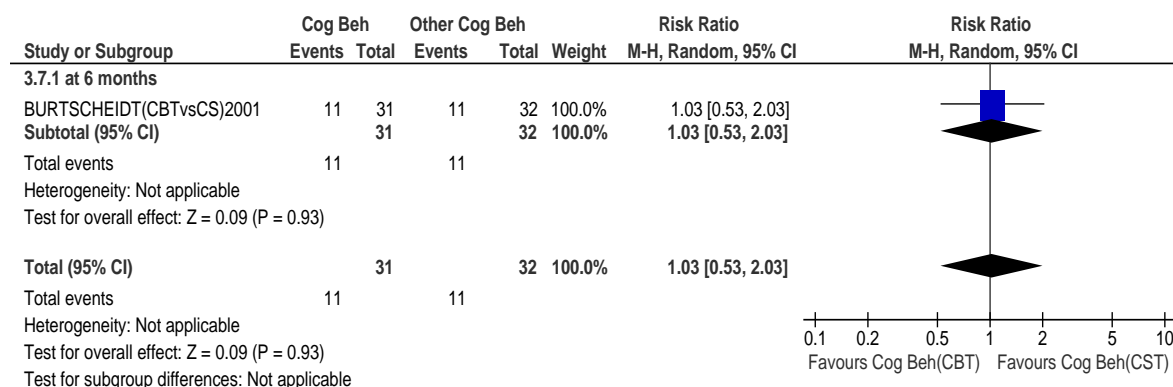 Cog Beh Other Cog Beh Risk Ratio Risk Ratio
Study or Subgroup Events Total Events Total Weight M-H, Random, 95% CI M-H, Random, 95% CI
3.7.1 at 6 months
BURTSCHEIDT(CBTvsCS)2001 11 31 11 32 100.0% 1.03 [0.53, 2.03]
Subtotal (95% CI) 31 32 100.0% 1.03 [0.53, 2.03]
Total events 11 11
Heterogeneity: Not applicable
Test for overall effect: Z = 0.09 (P = 0.93)
Total (95% CI) 31 32 100.0% 1.03 [0.53, 2.03]
Total events 11 11
Heterogeneity: Not applicable
Test for overall effect: Z = 0.09 (P = 0.93)
Test for subgroup differences: Not applicable
0.1 0.2 0.5 1 2 5 10
Favours Cog Beh(CBT) Favours Cog Beh(CST)